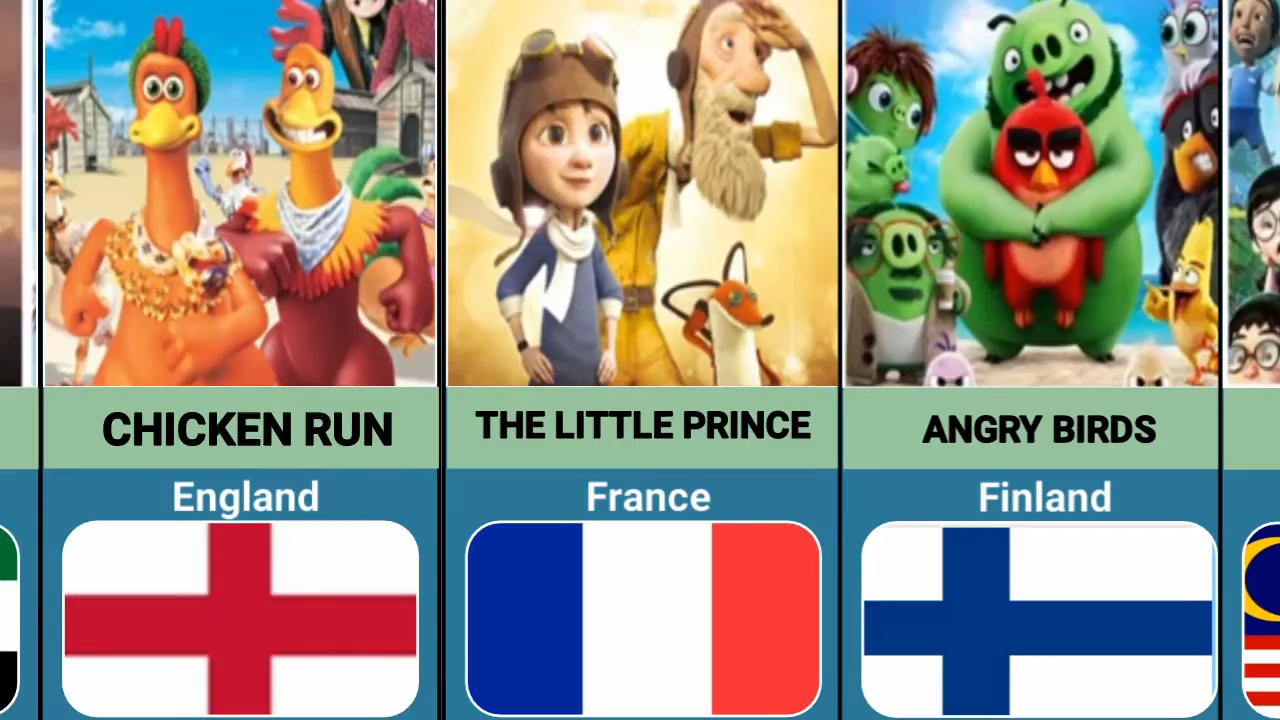 CHICKEN RUN
England
THE LITTLE PRINCE
France
ANGRY BIRDS
Finland